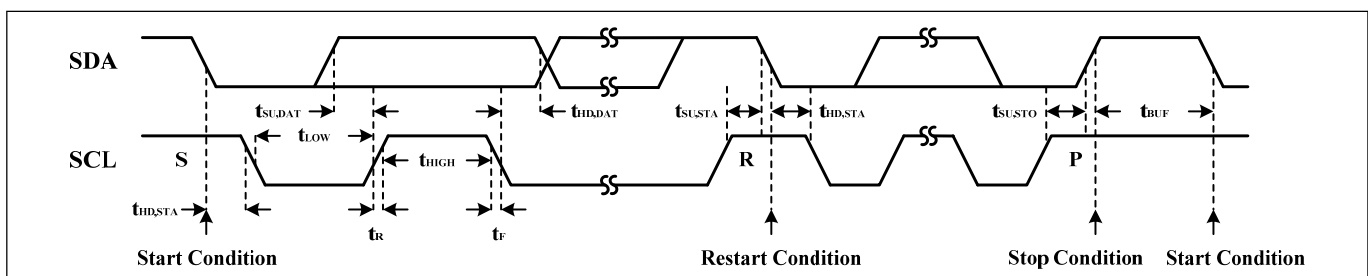 SDA
tSU,DAT
tHD,DAT
tSU,STA
tHD,STA
tSU,STO
tBUF
tLOW
SCL
S
tHIGH
R
P
tHD,STA
tR
tF
Start Condition
Restart Condition
Stop Condition
Start Condition